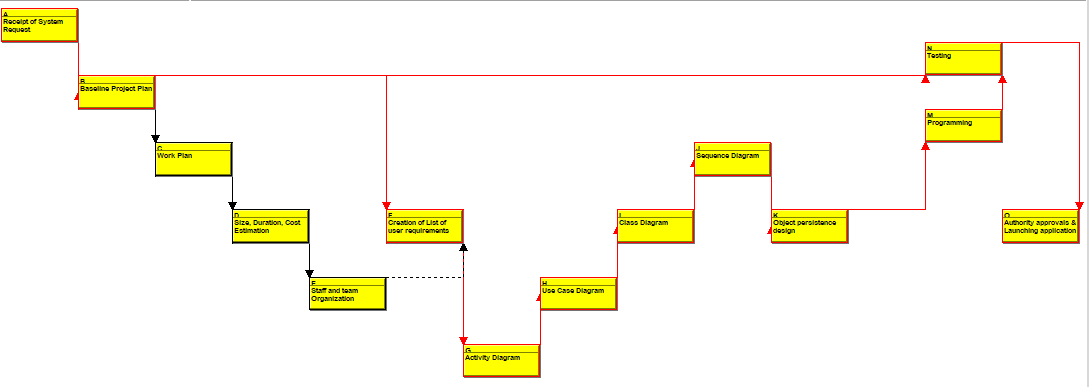 A
Receipt of System
Request
B
Baseline Project Plan
C
Work Plan
D
Size, Duration, Cost
Estimation
E
Staff and team
Organization
F
Creation of List of
user requirements
G
Activity Diagram
H
Use Case Diagram
I
Class Diagram
J
Sequence Diagram
K
Object persistence
design
M
Programming
N
Testing
O
Authority approvals &
Launching application